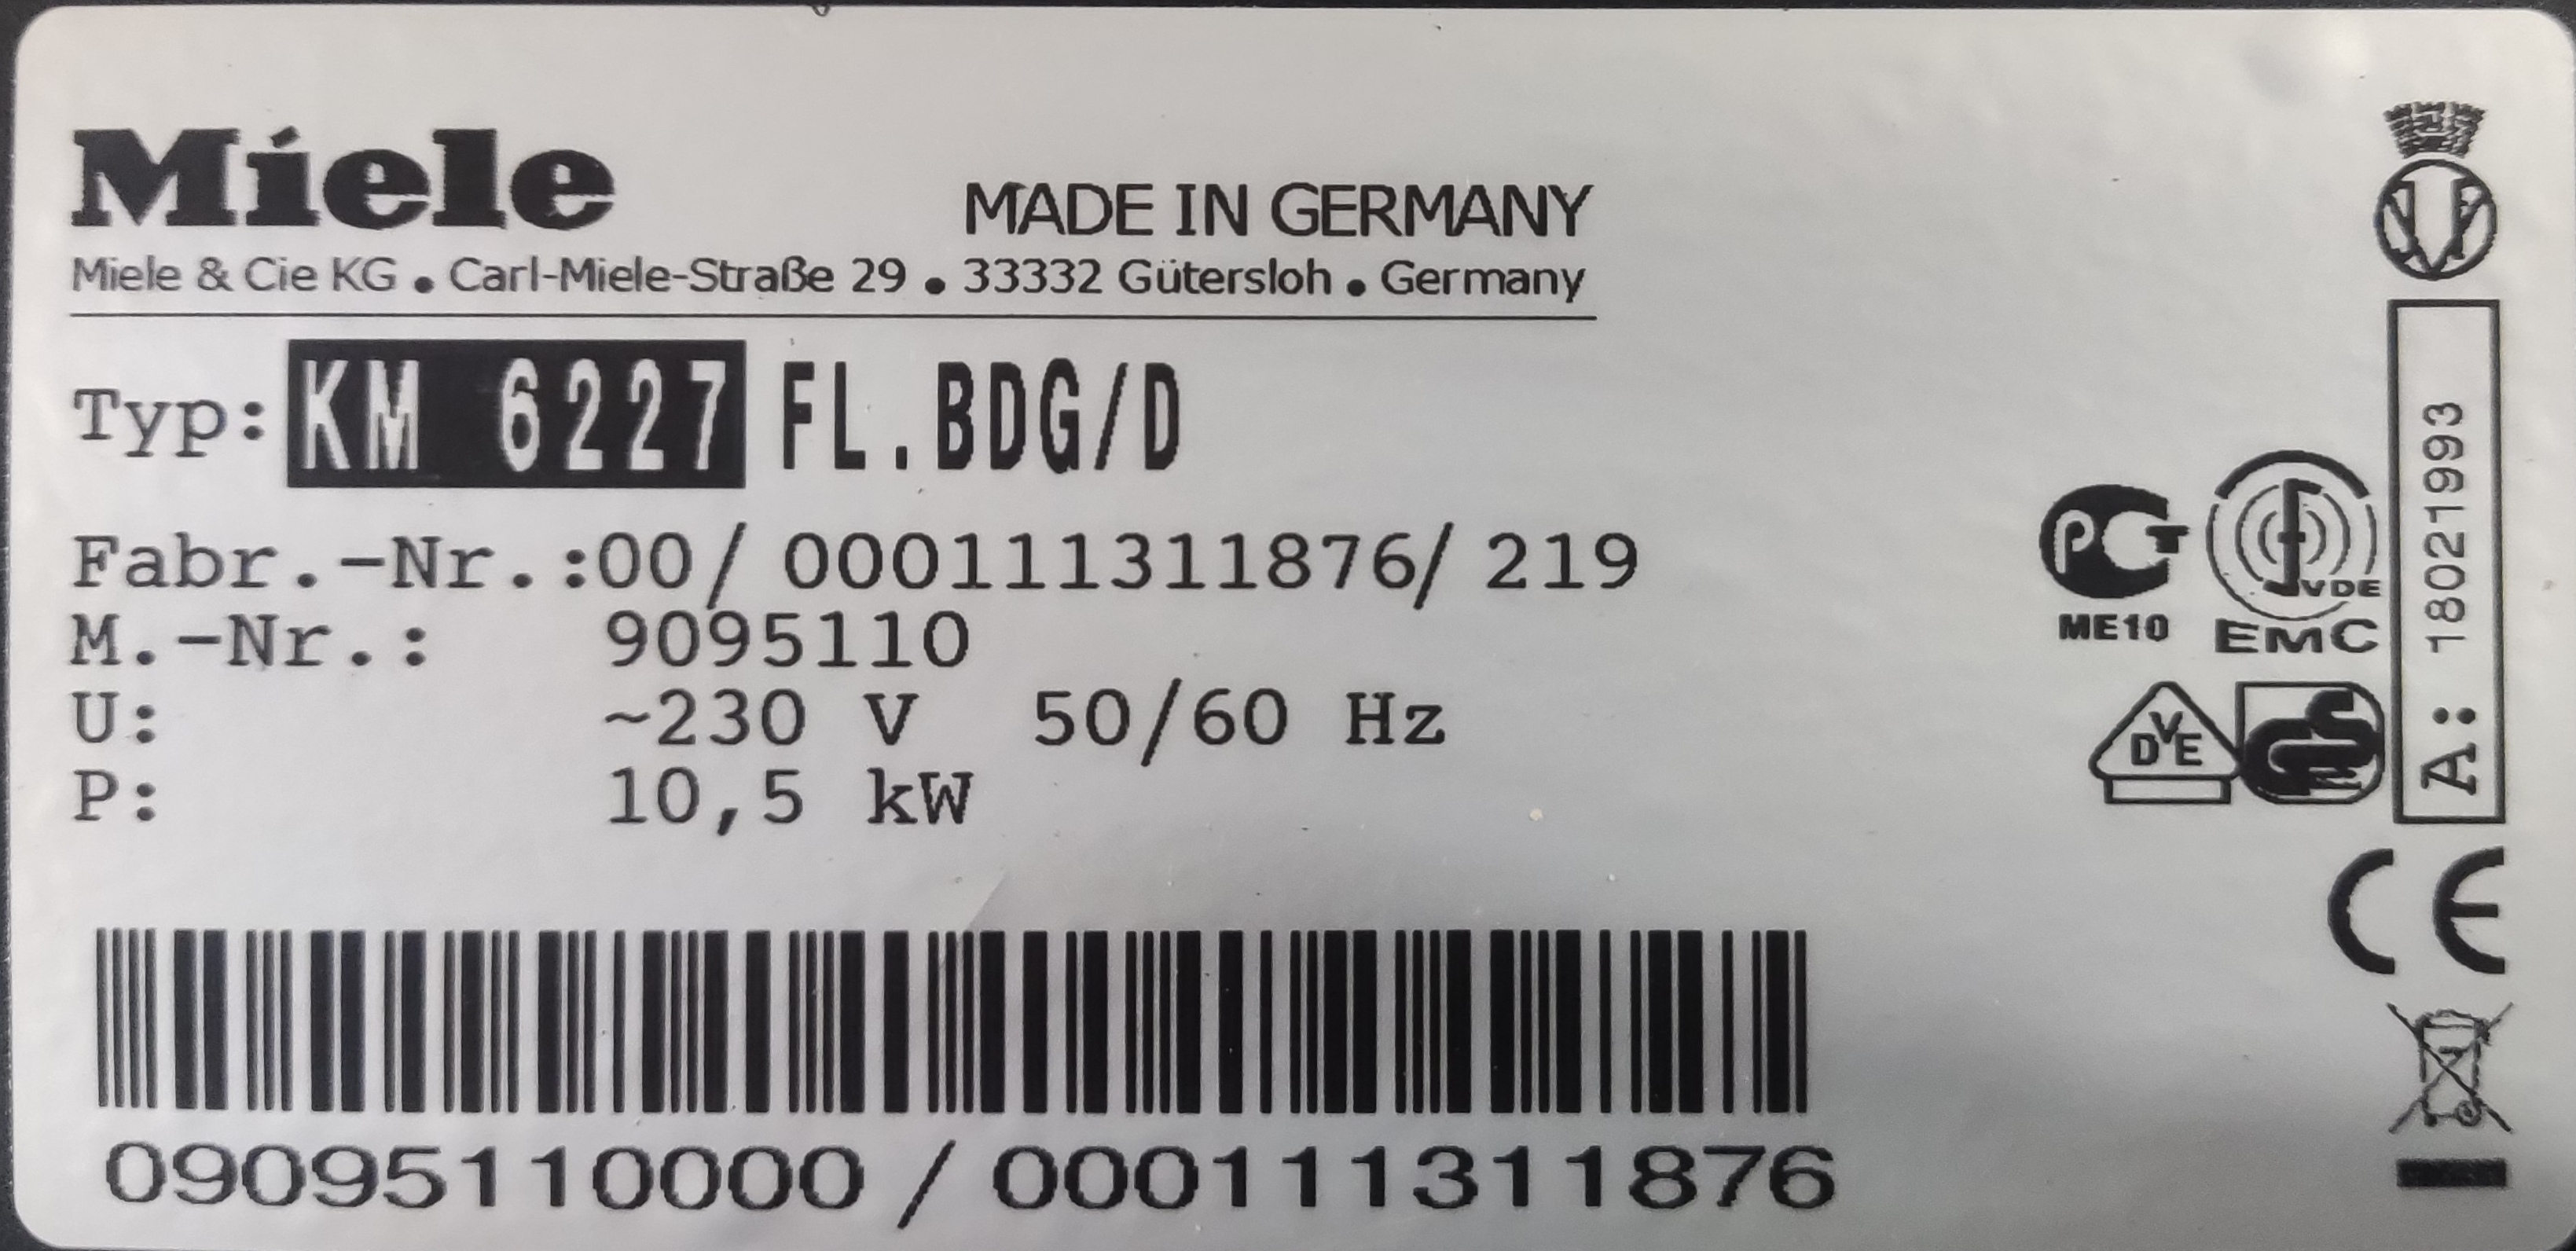 Miele
MADE IN GERMANY
Miele & Cie KG • Carl-Miele-Straße 29 • 33332 Gütersloh • Germany
Typ: KM 6227 FL.BDG/D
Fabr.-Nr.:00/ 000111311876/ 219
M.-Nr.: 9095110
U: ~230 V 50/60 Hz
P: 10,5 kW
09095110000 / 000111311876
A: 18021993
PCT
ME10
VDE
EMC
DVE
GS
CE